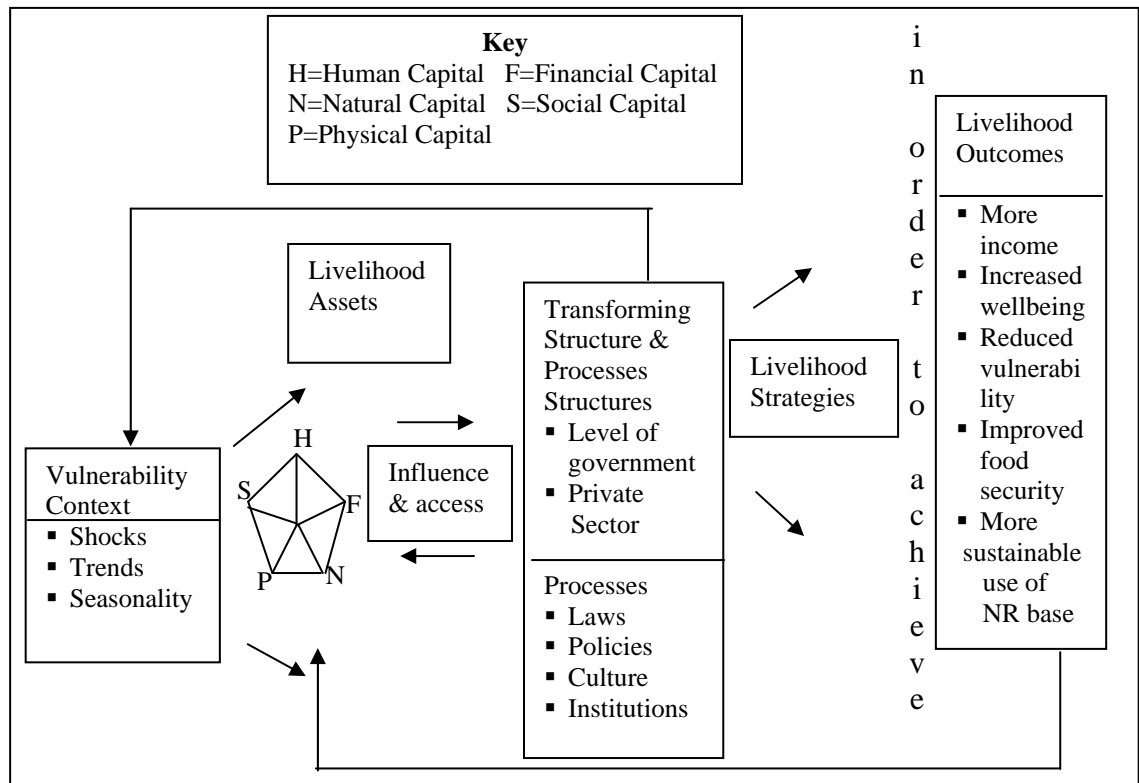 Key
H=Human Capital F=Financial Capital
N=Natural Capital S=Social Capital
P=Physical Capital
Livelihood
Assets
Vulnerability
Context
▪ Shocks
▪ Trends
▪ Seasonality
H
S
F
P
N
Influence
& access
Transforming
Structure &
Processes
Structures
▪ Level of
government
▪ Private
Sector
Processes
▪ Laws
▪ Policies
▪ Culture
▪ Institutions
Livelihood
Strategies
in order to achieve
Livelihood
Outcomes
▪ More
income
▪ Increased
wellbeing
▪ Reduced
vulnerabi
lity
▪ Improved
food
security
▪ More
sustainable
use of
NR base